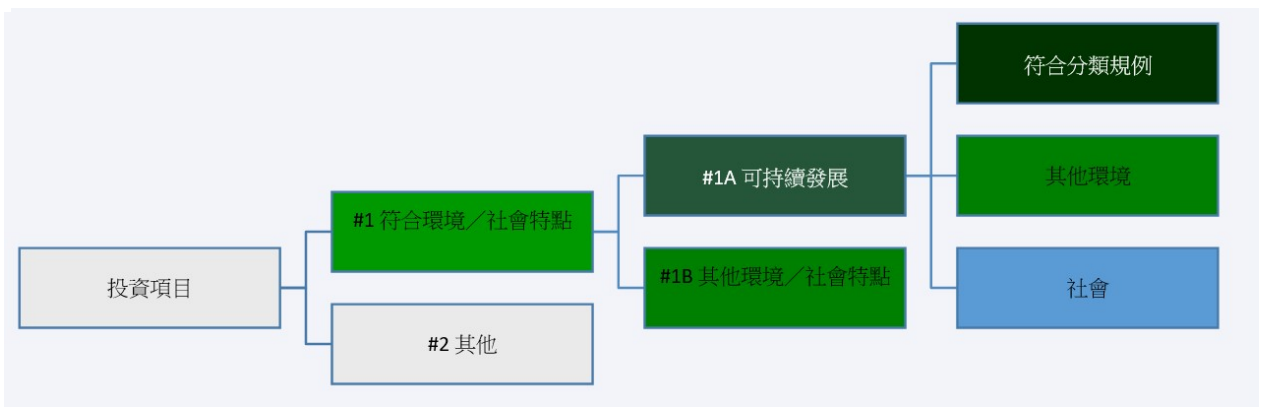 投資項目
#1 符合環境／社會特點
#2 其他
#1A 可持續發展
#1B 其他環境／社會特點
符合分類規例
其他環境
社會